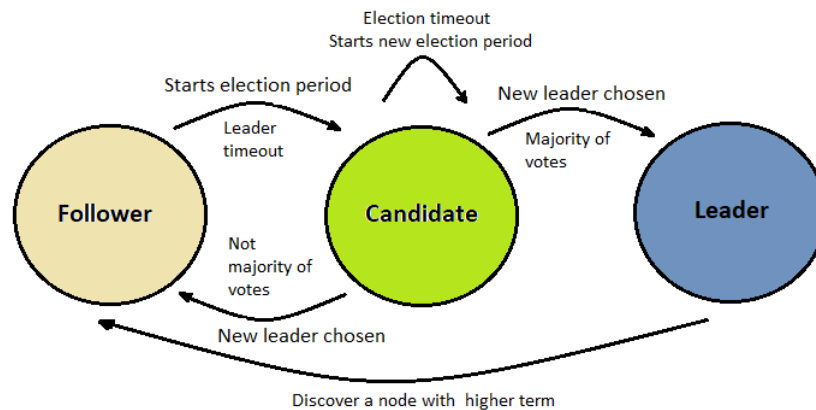 Election timeout
Starts new election period
Starts election period
New leader chosen
Leader
timeout
Majority of
votes
Follower
Candidate
Leader
Not
majority of
votes
New leader chosen
Discover a node with higher term